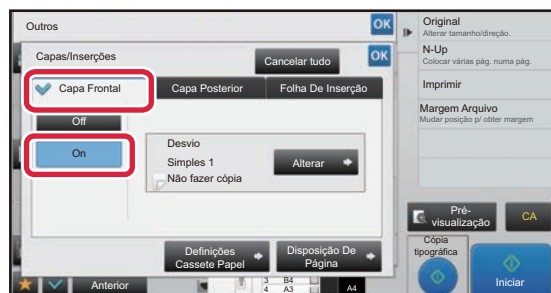 Outros
OK
Capas/Inserções
Cancelar tudo
OK
Capa Frontal
Capa Posterior
Folha De Inserção
Off
On
Desvio
Simples 1
Não fazer cópia
Alterar
Definições
Cassete Papel
Disposição De
Página
Anterior
3 B4
4 A3
A4
Original
Alterar tamanho/direção.
N-Up
Colocar várias pág. numa pág.
Imprimir
Margem Arquivo
Mudar posição p/ obter margem
Pré-
visualização
CA
Cópia
tipográfica
Iniciar